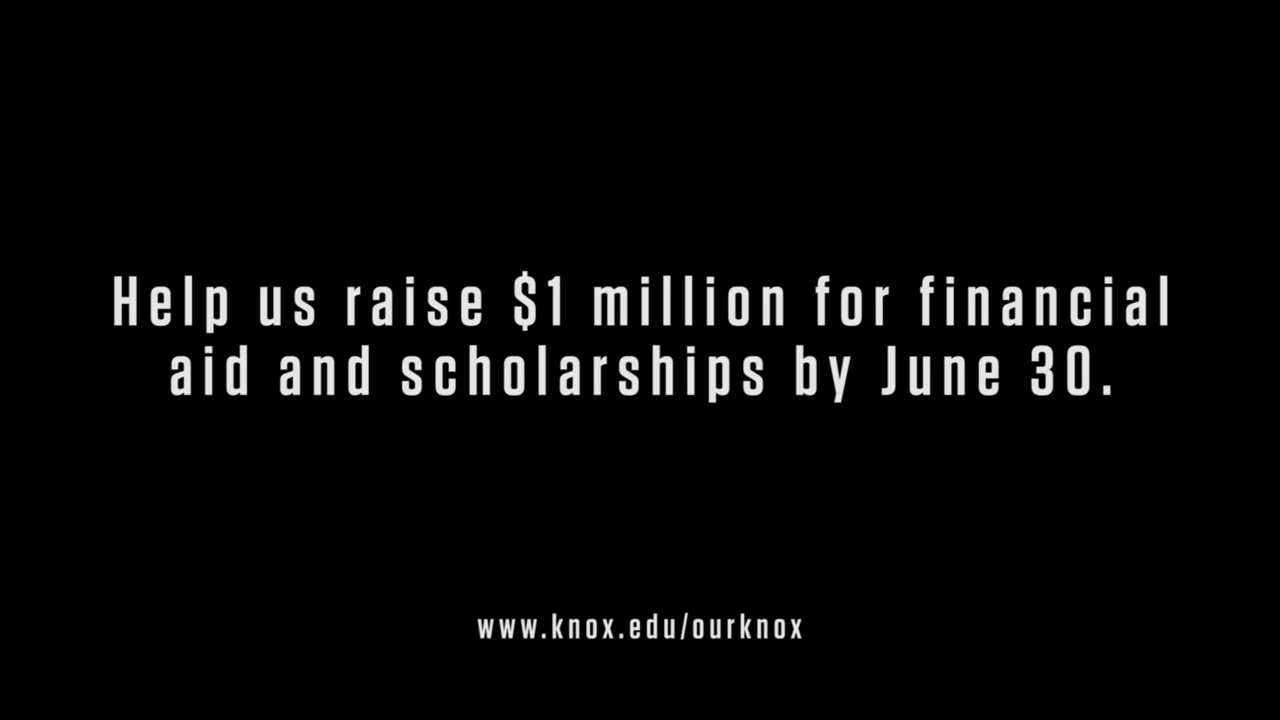 Help us raise $1 million for financial
aid and scholarships by June 30.
www.knox.edu/ourknox